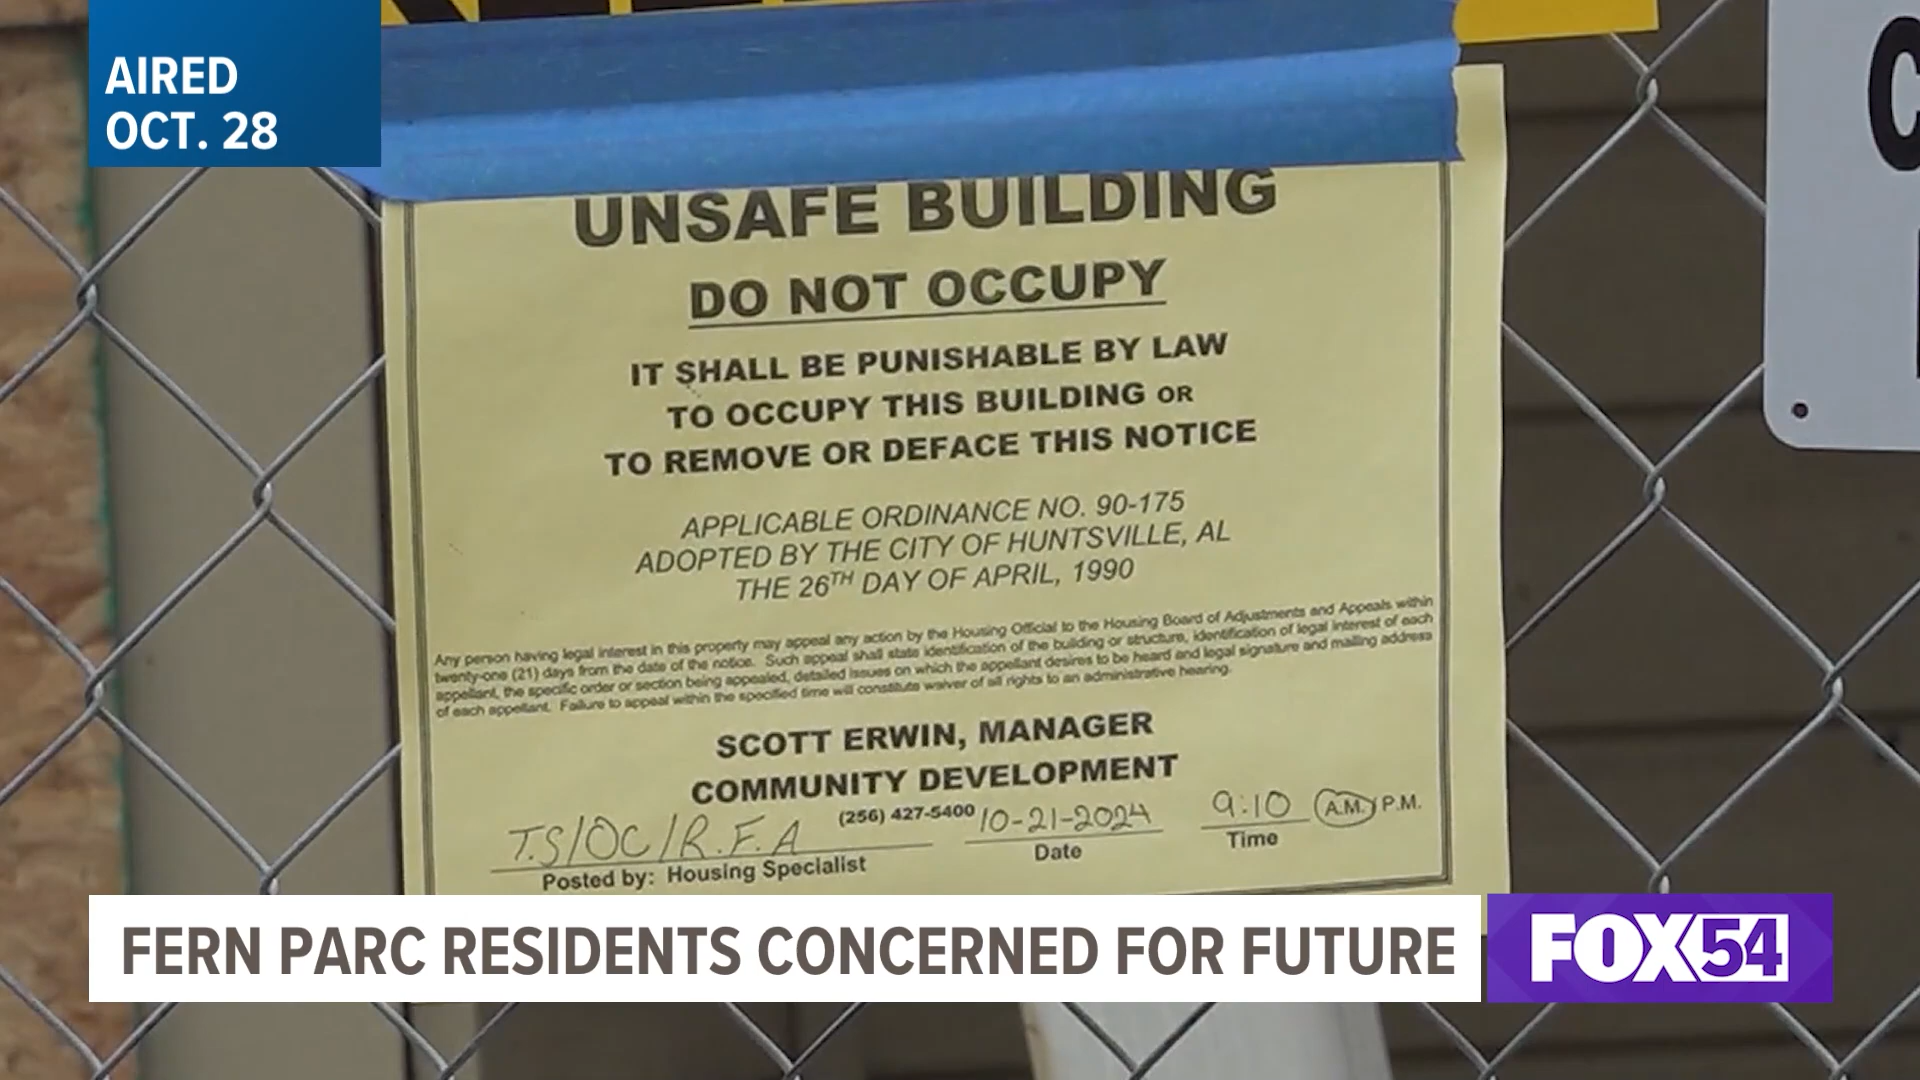 AIRED
OCT. 28
UNSAFE BUILDING
DO NOT OCCUPY
IT SHALL BE PUNISHABLE BY LAW
TO OCCUPY THIS BUILDING OR
TO REMOVE OR DEFACE THIS NOTICE
APPLICABLE ORDINANCE NO. 90-175
ADOPTED BY THE CITY OF HUNTSVILLE, AL
THE 26TH DAY OF APRIL, 1990
Any person having legal interest in this property may appeal any action by the Housing Official to the Housing Board of Adjustments and Appeals within
twenty-one (21) days from the date of the notice. Such appeal shall state identification of the building or structure, identification of legal interest of each
appellant, the specific order or section being appealed, detailed issues on which the appellant desires to be heard and legal signature and mailing address
of each appellant. Failure to appeal within the specified time will constitute waiver of all rights to an administrative hearing.
SCOTT ERWIN, MANAGER
COMMUNITY DEVELOPMENT
(256) 427-5400
T.S/OC/R.F.A 10-21-2024 9:10 A.M./P.M.
Posted by: Housing Specialist Date Time
FERN PARC RESIDENTS CONCERNED FOR FUTURE
FOX54